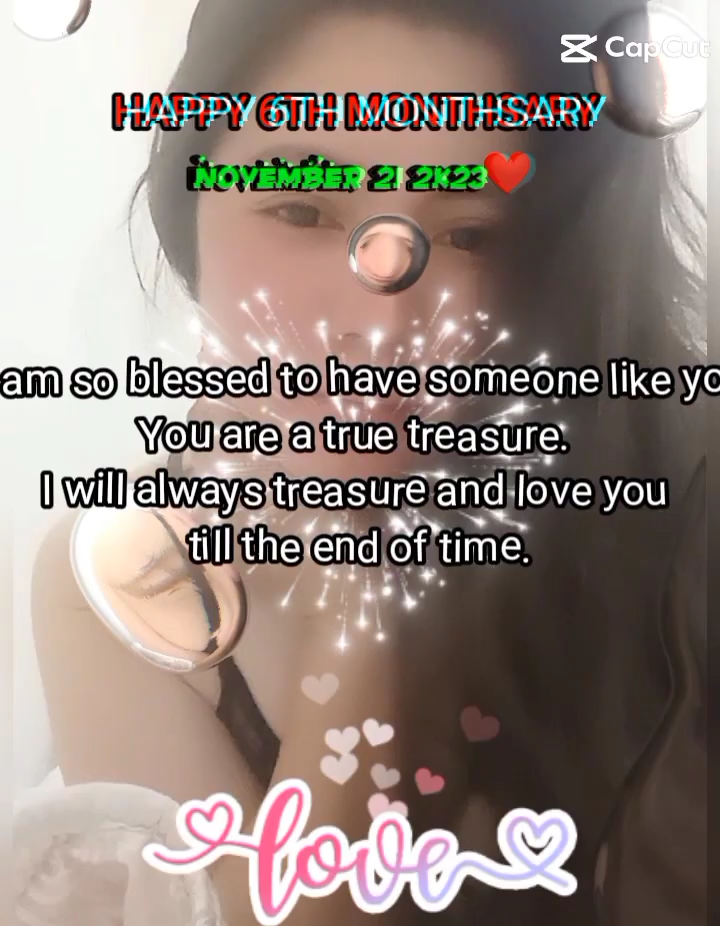 CapCut
HAPPY 6TH MONTHSARY
NOVEMBER 21 2K23
am so blessed to have someone like yo
You are a true treasure.
I will always treasure and love you
till the end of time.
love